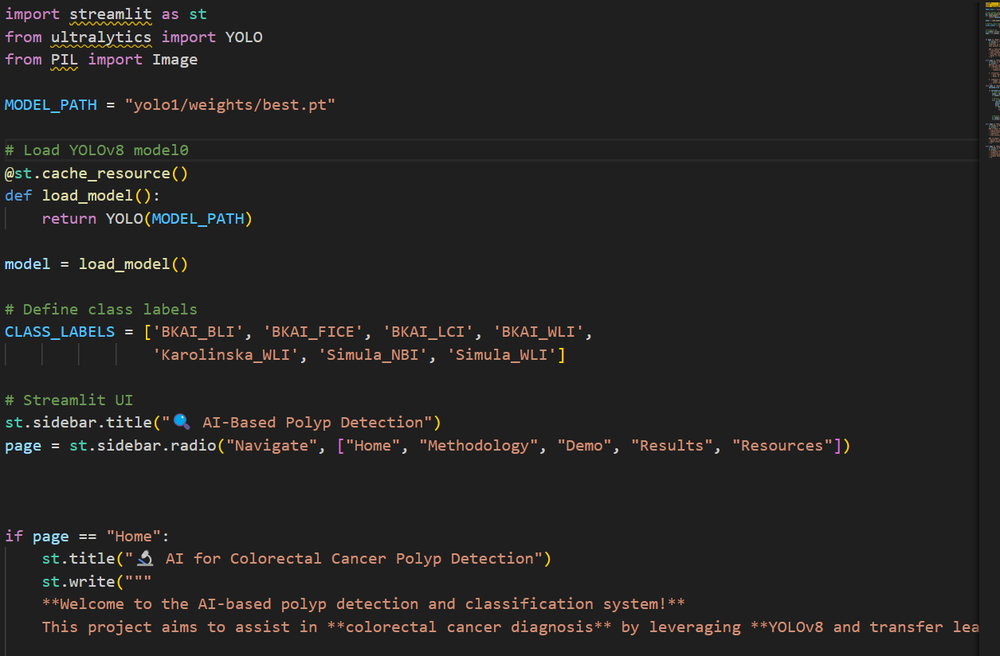 import streamlit as st
from ultralytics import YOLO
from PIL import Image
MODEL_PATH = "yolo1/weights/best.pt"
# Load YOLOv8 model0
@st.cache_resource()
def load_model():
    return YOLO(MODEL_PATH)
model = load_model()
# Define class labels
CLASS_LABELS = ['BKAI_BLI', 'BKAI_FICE', 'BKAI_LCI', 'BKAI_WLI',
                'Karolinska_WLI', 'Simula_NBI', 'Simula_WLI']
# Streamlit UI
st.sidebar.title("🔍 AI-Based Polyp Detection")
page = st.sidebar.radio("Navigate", ["Home", "Methodology", "Demo", "Results", "Resources"])
if page == "Home":
    st.title("🔬 AI for Colorectal Cancer Polyp Detection")
    st.write("""
    **Welcome to the AI-based polyp detection and classification system!**
    This project aims to assist in **colorectal cancer diagnosis** by leveraging **YOLOv8 and transfer lea